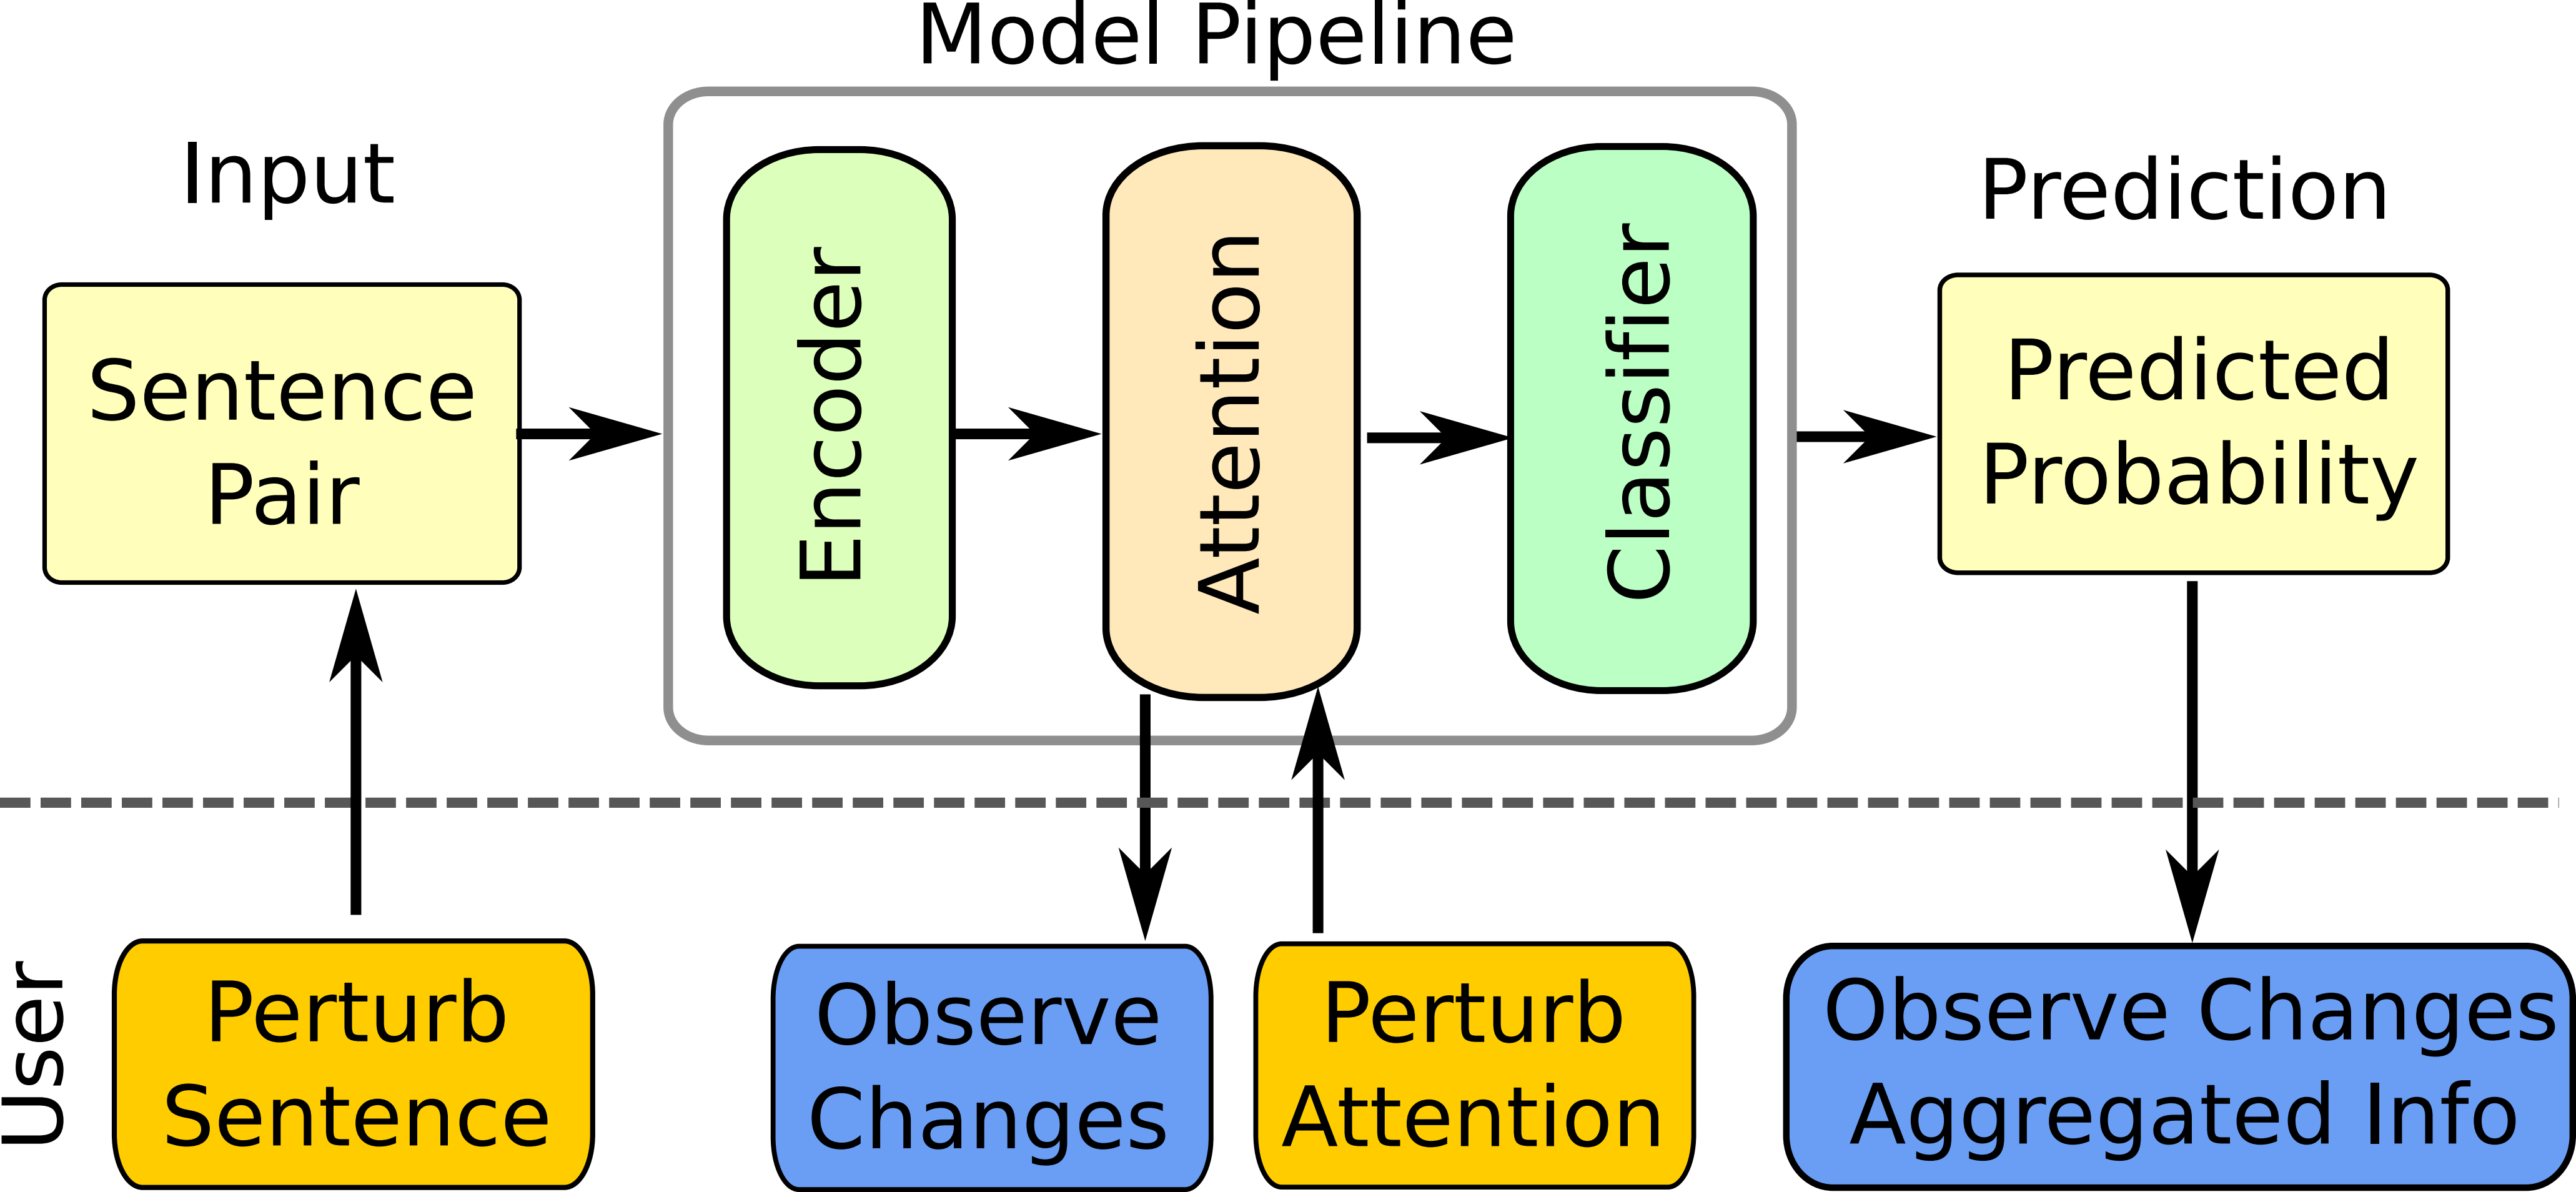 Model Pipeline
Input
Prediction
Sentence
Pair
Encoder
Attention
Classifier
Predicted
Probability
User
Perturb
Sentence
Observe
Changes
Perturb
Attention
Observe Changes
Aggregated Info